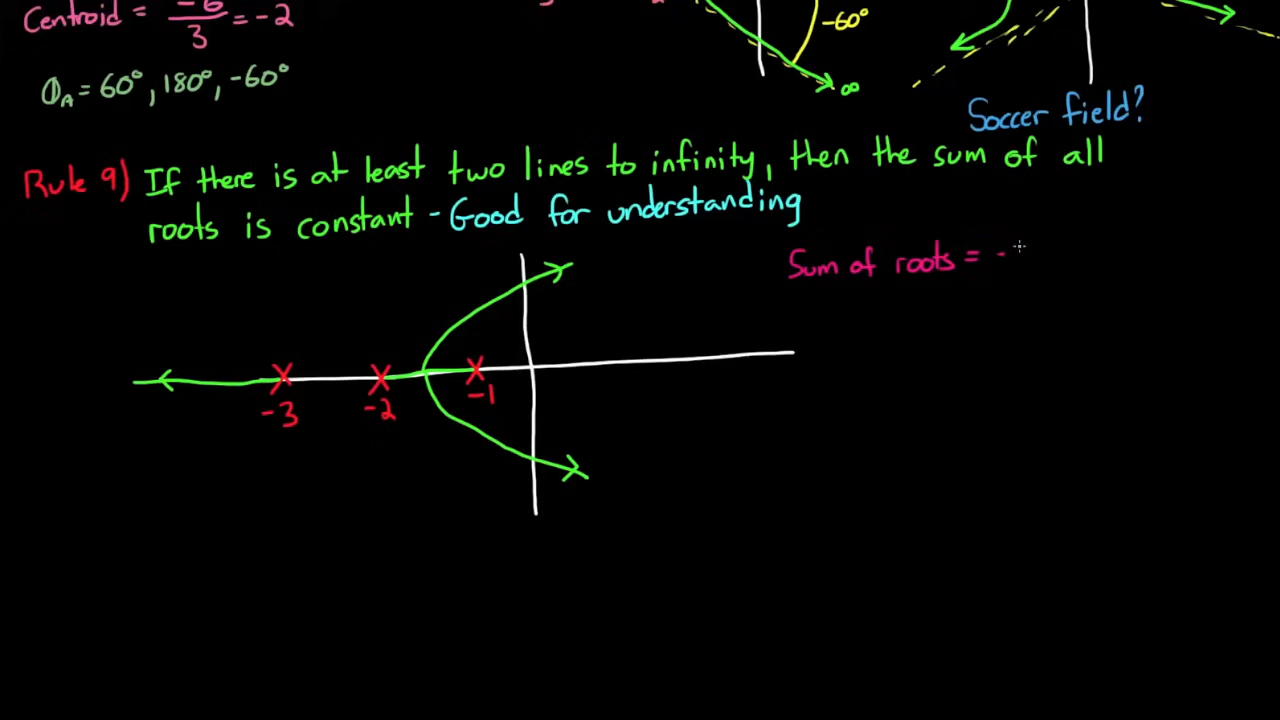 Centroid = -6/3 = -2
-60°
∞
Φ_A = 60°, 180°, -60°
Soccer field?
Rule 9) If there is at least two lines to infinity, then the sum of all
roots is constant - Good for understanding
Sum of roots = -
-3 -2 -1